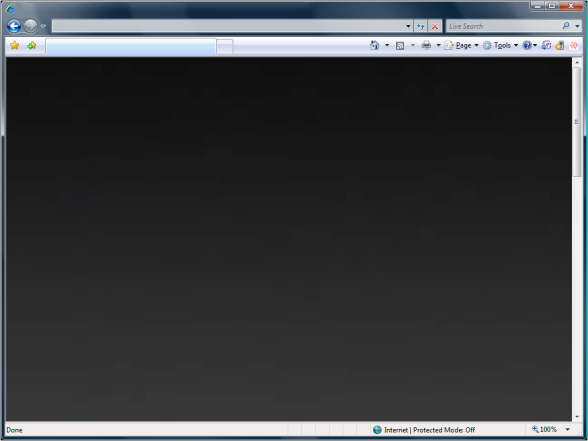 Live Search
Page Tools
Done Internet | Protected Mode: Off 100%